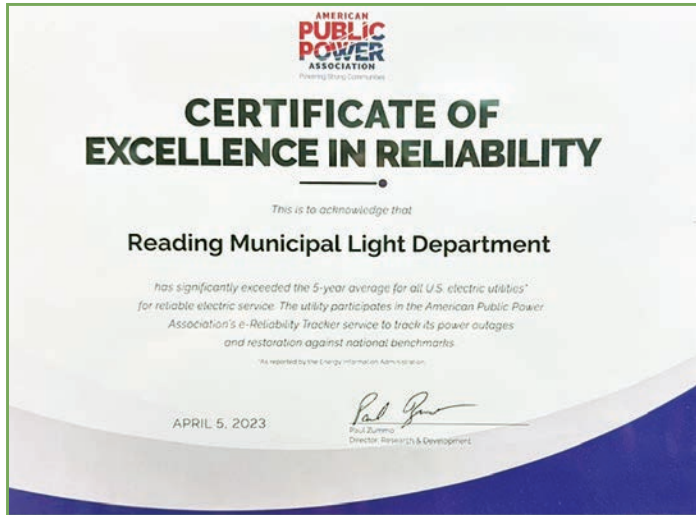 AMERICAN
PUBLIC
POWER
ASSOCIATION
Powering Strong Communities
CERTIFICATE OF
EXCELLENCE IN RELIABILITY
This is to acknowledge that
Reading Municipal Light Department
has significantly exceeded the 5-year average for all U.S. electric utilities*
for reliable electric service. The utility participates in the American Public Power
Association's e-Reliability Tracker service to track its power outages
and restoration against national benchmarks.
*As reported by the Energy Information Administration
APRIL 5, 2023
Paul Zummo
Director, Research & Development